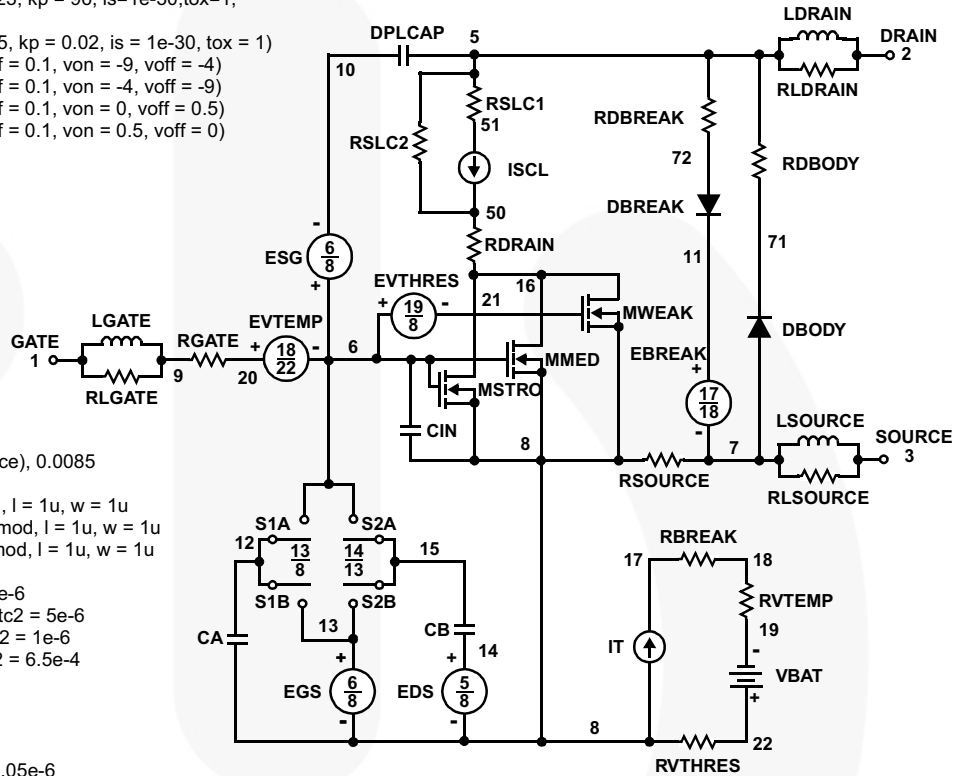 25, kp = 96, is=1e-30,tox=1,
5, kp = 0.02, is = 1e-30, tox = 1)
f = 0.1, von = -9, voff = -4)
f = 0.1, von = -4, voff = -9)
f = 0.1, von = 0, voff = 0.5)
f = 0.1, von = 0.5, voff = 0)
ce), 0.0085
, l = 1u, w = 1u
mod, l = 1u, w = 1u
nod, l = 1u, w = 1u
e-6
tc2 = 5e-6
2 = 1e-6
2 = 6.5e-4
.05e-6
DPLCAP
5
10
LDRAIN
DRAIN
2
RLDRAIN
RSLC1
51
RSLC2
ISCL
50
RDRAIN
RDBREAK
72
RDBODY
DBREAK
71
11
ESG
-
6
8
+
EVTHRES
+
19
8
-
21
16
MWEAK
LGATE
GATE
1
RLGATE
9
RGATE
20
EVTEMP
+
18
22
-
6
MMED
MSTRO
DBODY
EBREAK
+
17
18
-
CIN
8
RSOURCE
7
LSOURCE
SOURCE
3
RLSOURCE
S1A
S2A
12
13
8
14
13
15
S1B
S2B
13
CA
CB
14
+
EGS
6
8
-
+
EDS
5
8
-
RBREAK
17
18
RVTEMP
19
IT
-
VBAT
+
8
22
RVTHRES